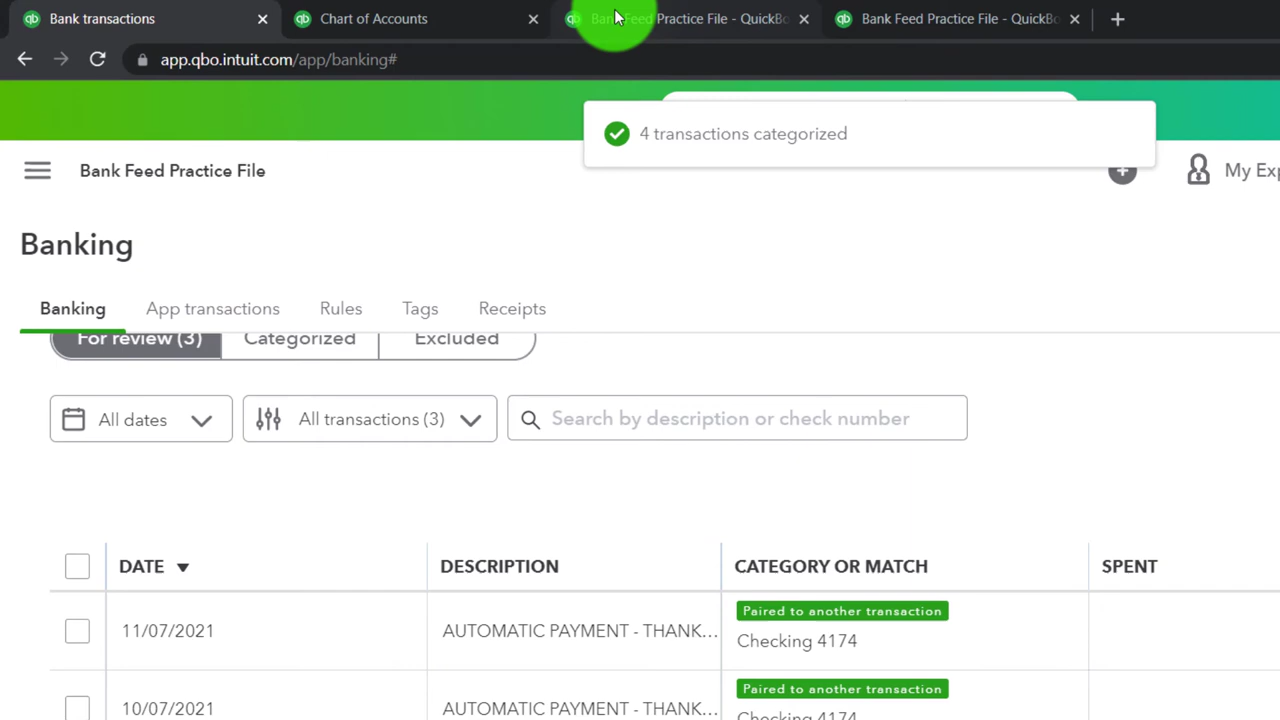 Bank transactions
Chart of Accounts
Bank Feed Practice File - QuickBo
Bank Feed Practice File - QuickBo
app.qbo.intuit.com/app/banking#
4 transactions categorized
Bank Feed Practice File
My Exp
Banking
Banking App transactions Rules Tags Receipts
For review (3) Categorized Excluded
All dates All transactions (3) Search by description or check number
DATE DESCRIPTION CATEGORY OR MATCH SPENT
Paired to another transaction
11/07/2021 AUTOMATIC PAYMENT - THANK... Checking 4174
Paired to another transaction
10/07/2021 AUTOMATIC PAYMENT - THANK... Checking 4174